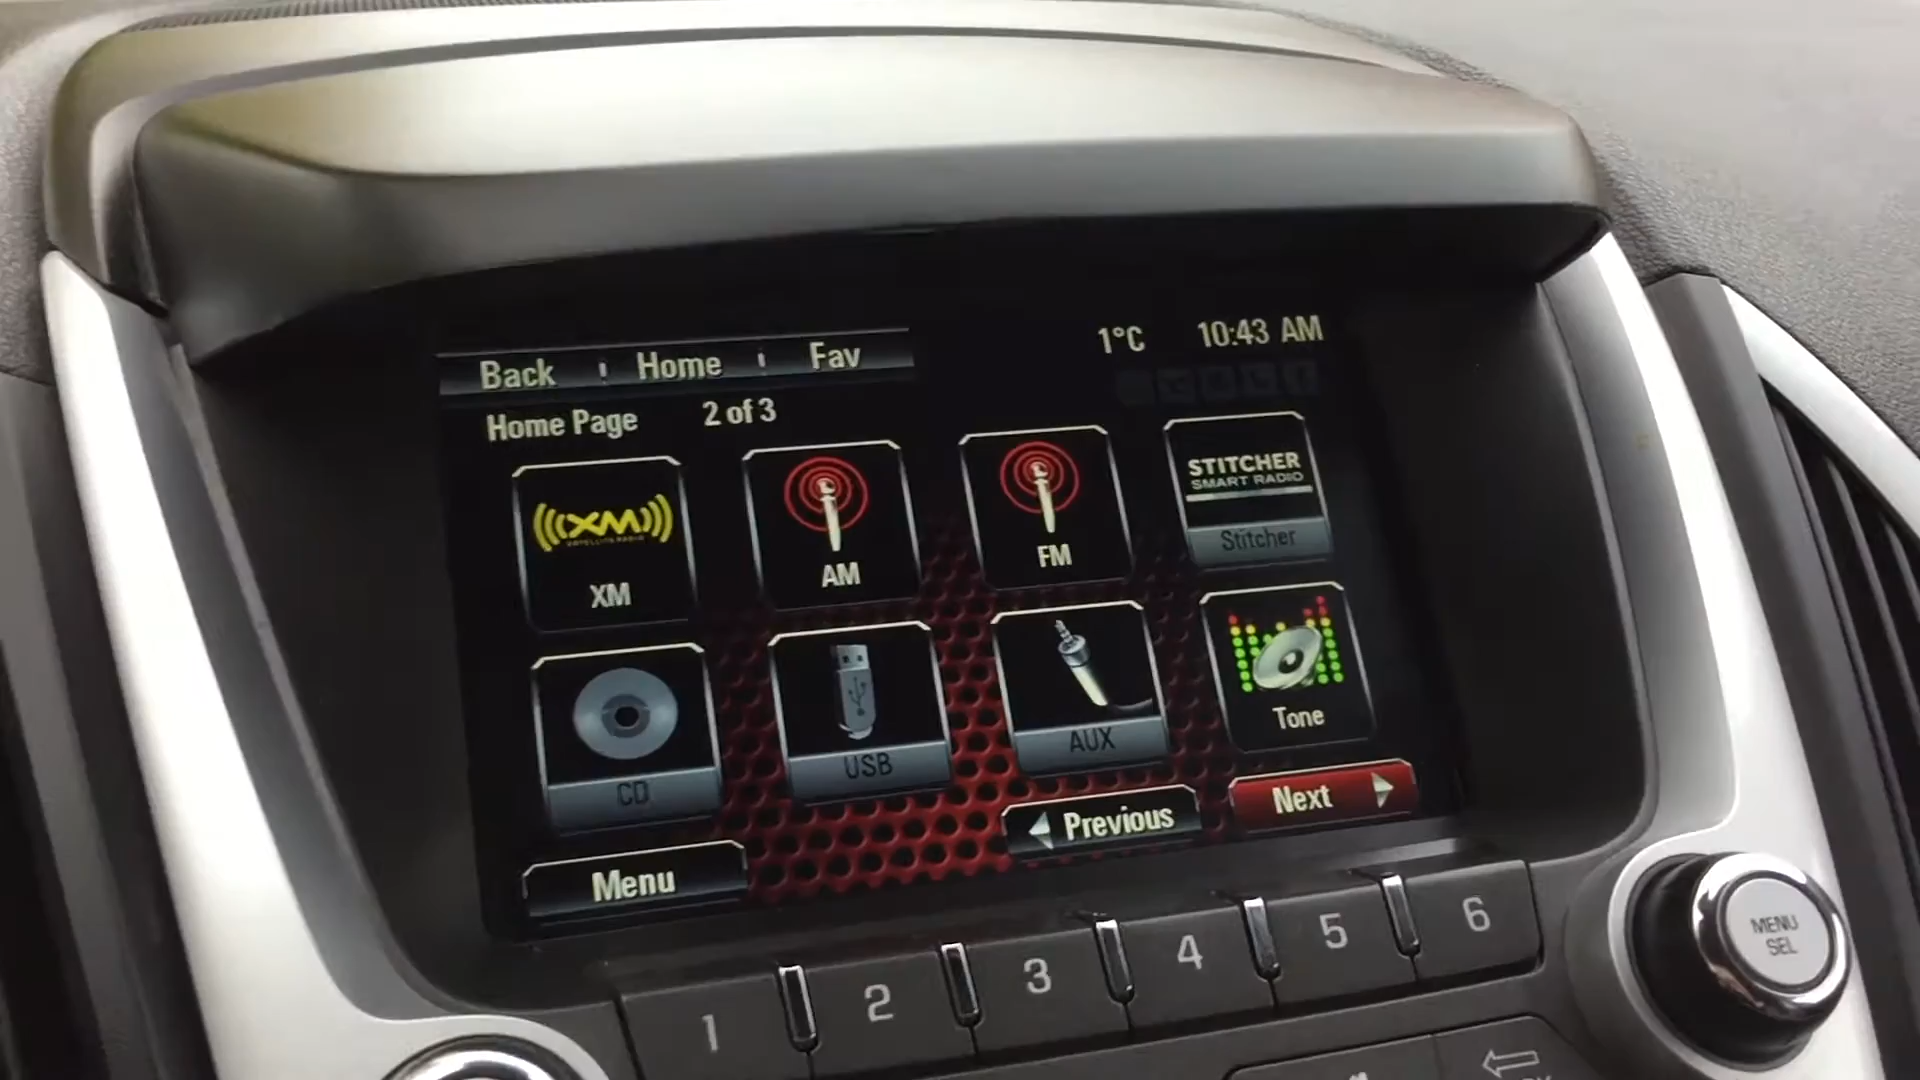 Back Home Fav
1°C 10:43 AM
Home Page 2 of 3
XM
SATELLITE RADIO
XM
AM
FM
STITCHER
SMART RADIO
Stitcher
CD
USB
AUX
Tone
Menu
Previous
Next
1 2 3 4 5 6
MENU
SEL